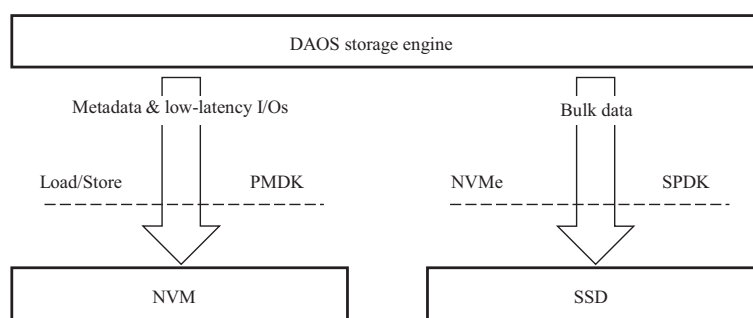 DAOS storage engine
Metadata & low-latency I/Os
Bulk data
Load/Store PMDK NVMe SPDK
NVM SSD